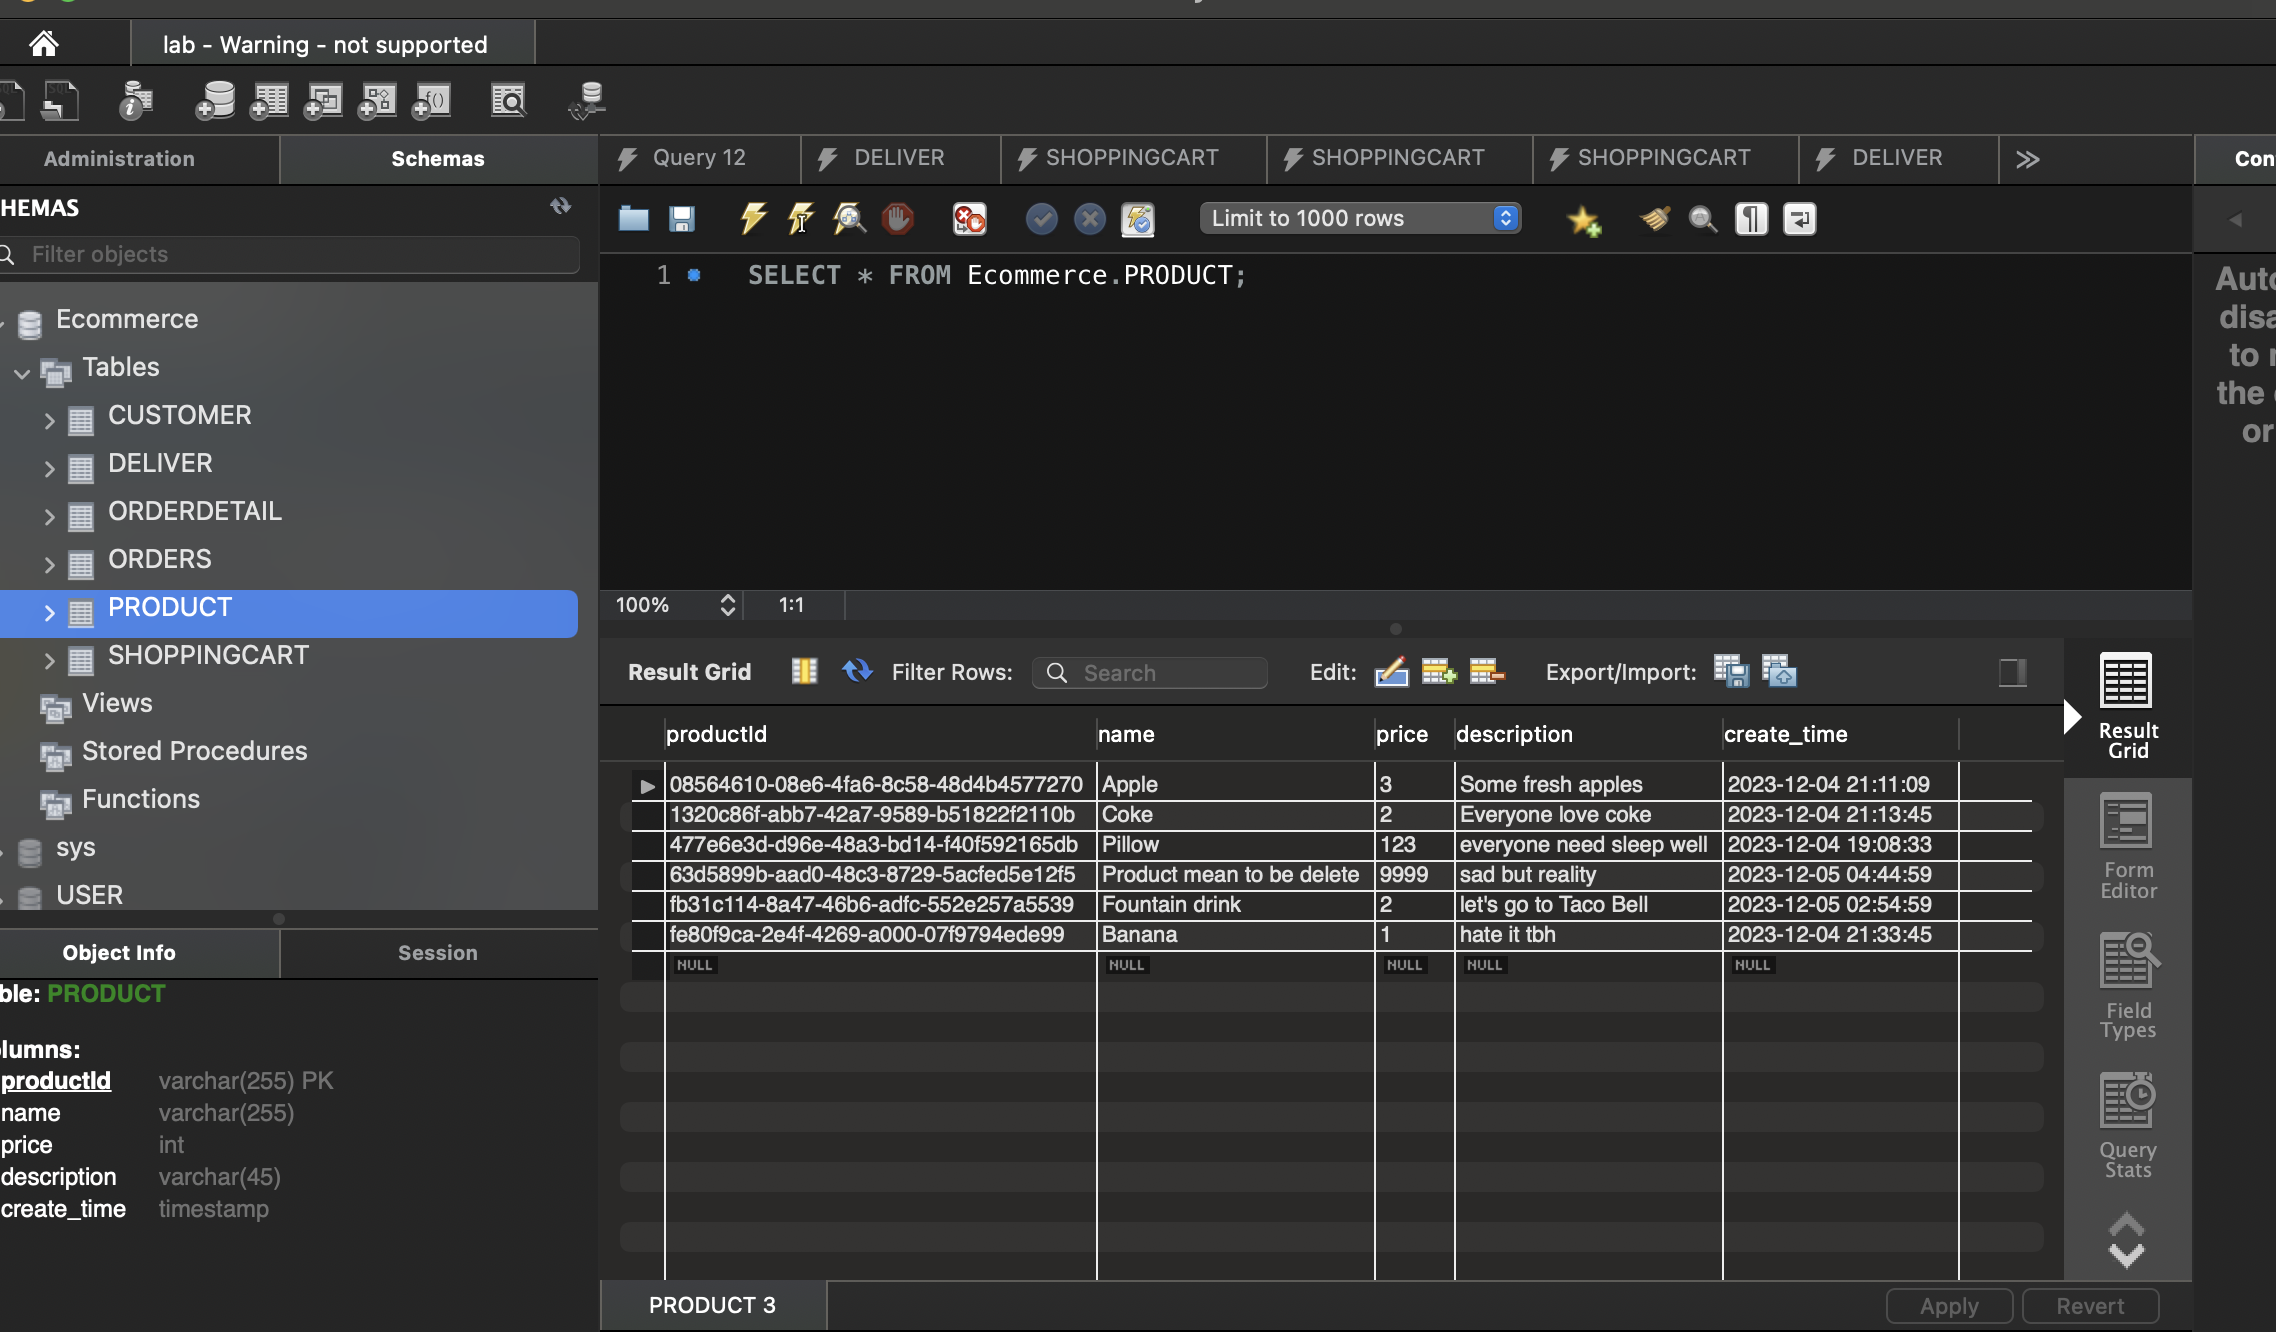 lab - Warning - not supported
Administration
Schemas
HEMAS
Filter objects
Ecommerce
Tables
CUSTOMER
DELIVER
ORDERDETAIL
ORDERS
PRODUCT
SHOPPINGCART
Views
Stored Procedures
Functions
sys
USER
Object Info
Session
ble: PRODUCT
lumns:
productId varchar(255) PK
name varchar(255)
price int
description varchar(45)
create_time timestamp
Query 12
DELIVER
SHOPPINGCART
SHOPPINGCART
SHOPPINGCART
DELIVER
Limit to 1000 rows
1 SELECT * FROM Ecommerce.PRODUCT;
100% 1:1
Result Grid Filter Rows: Search Edit: Export/Import:
productId name price description create_time
08564610-08e6-4fa6-8c58-48d4b4577270 Apple 3 Some fresh apples 2023-12-04 21:11:09
1320c86f-abb7-42a7-9589-b51822f2110b Coke 2 Everyone love coke 2023-12-04 21:13:45
477e6e3d-d96e-48a3-bd14-f40f592165db Pillow 123 everyone need sleep well 2023-12-04 19:08:33
63d5899b-aad0-48c3-8729-5acfed5e12f5 Product mean to be delete 9999 sad but reality 2023-12-05 04:44:59
fb31c114-8a47-46b6-adfc-552e257a5539 Fountain drink 2 let's go to Taco Bell 2023-12-05 02:54:59
fe80f9ca-2e4f-4269-a000-07f9794ede99 Banana 1 hate it tbh 2023-12-04 21:33:45
NULL NULL NULL NULL NULL
Result
Grid
Form
Editor
Field
Types
Query
Stats
PRODUCT 3
Apply
Revert
Con
Auto
disa
to
the
or